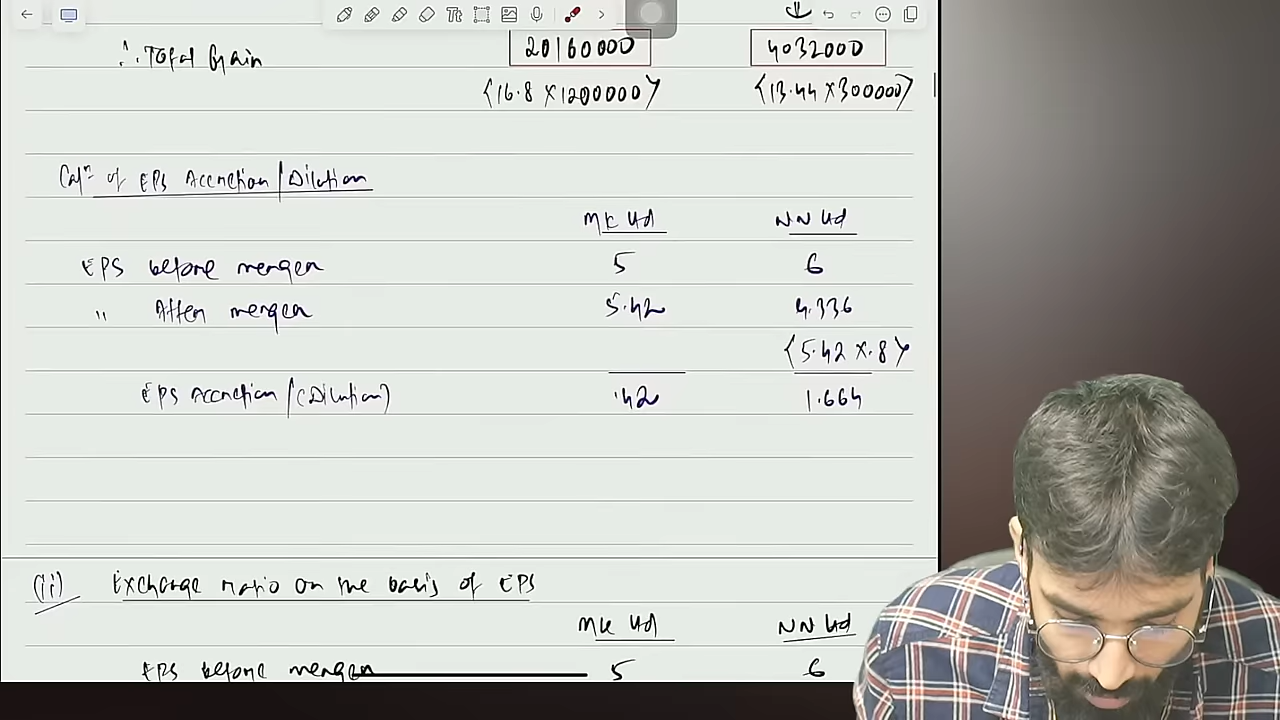 ∴ Total Gain 20160000 4032000
(16.8 × 1200000) (13.44 × 300000)
Calⁿ of EPS Accretion/Dilution
MK Ltd NN Ltd
EPS before merger 5 6
" After merger 5.42 4.336
(5.42 × .8)
EPS Accretion/(Dilution) .42 1.664
(ii) Exchange ratio on the basis of EPS
MK Ltd NN Ltd
EPS before merger 5 6